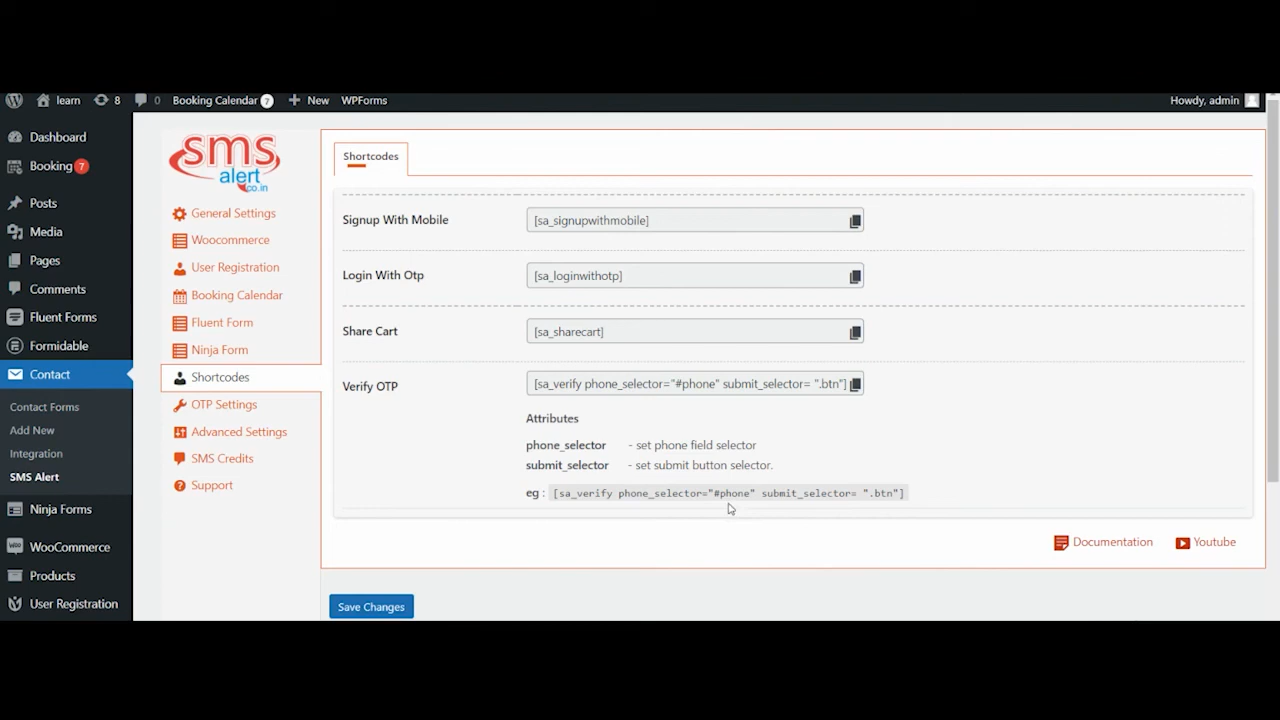 learn 8 0 Booking Calendar 7 New WPForms Howdy, admin
Dashboard
Booking 7
Posts
Media
Pages
Comments
Fluent Forms
Formidable
Contact
Contact Forms
Add New
Integration
SMS Alert
Ninja Forms
WooCommerce
Products
User Registration
sms
alert
co.in
General Settings
Woocommerce
User Registration
Booking Calendar
Fluent Form
Ninja Form
Shortcodes
OTP Settings
Advanced Settings
SMS Credits
Support
Shortcodes
Signup With Mobile [sa_signupwithmobile]
Login With Otp [sa_loginwithotp]
Share Cart [sa_sharecart]
Verify OTP [sa_verify phone_selector="#phone" submit_selector= ".btn"]
Attributes
phone_selector - set phone field selector
submit_selector - set submit button selector.
eg : [sa_verify phone_selector="#phone" submit_selector= ".btn"]
Documentation Youtube
Save Changes